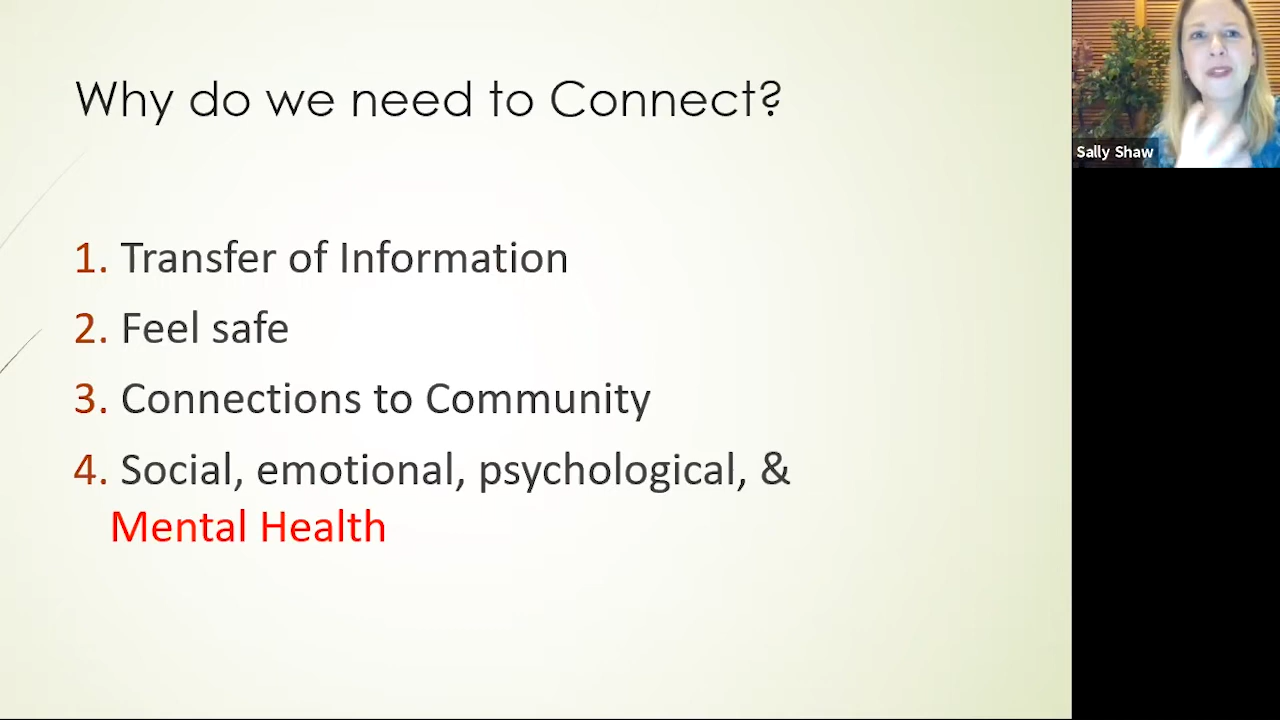 Why do we need to Connect?
Sally Shaw
1. Transfer of Information
2. Feel safe
3. Connections to Community
4. Social, emotional, psychological, &
Mental Health